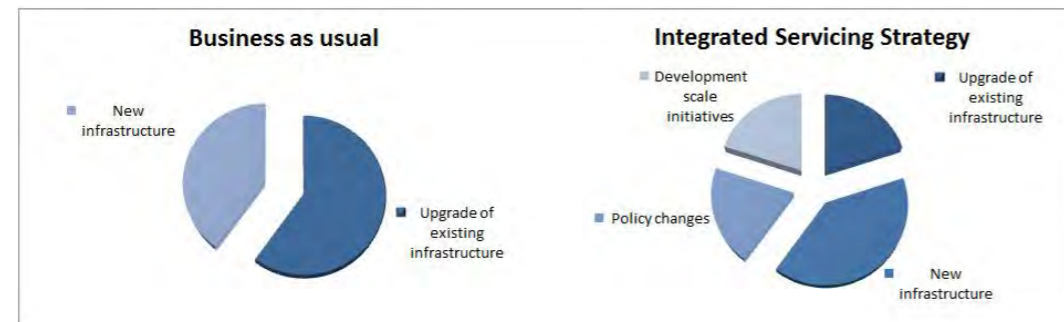 Business as usual
New
infrastructure
Upgrade of
existing
infrastructure
Integrated Servicing Strategy
Development
scale
initiatives
Upgrade of
existing
infrastructure
Policy changes
New
infrastructure